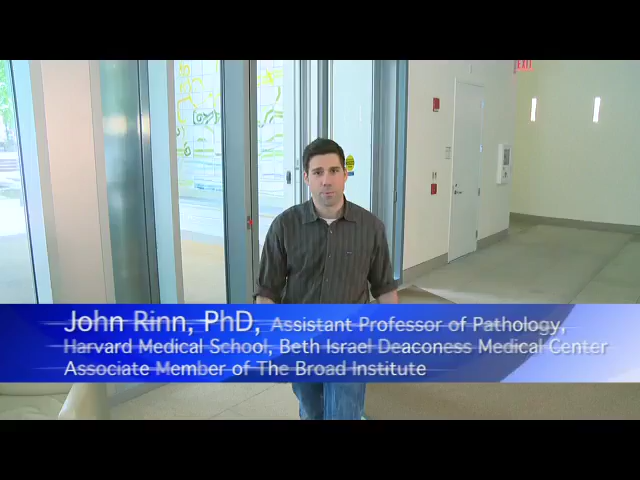 EXIT
John Rinn, PhD, Assistant Professor of Pathology,
Harvard Medical School, Beth Israel Deaconess Medical Center
Associate Member of The Broad Institute